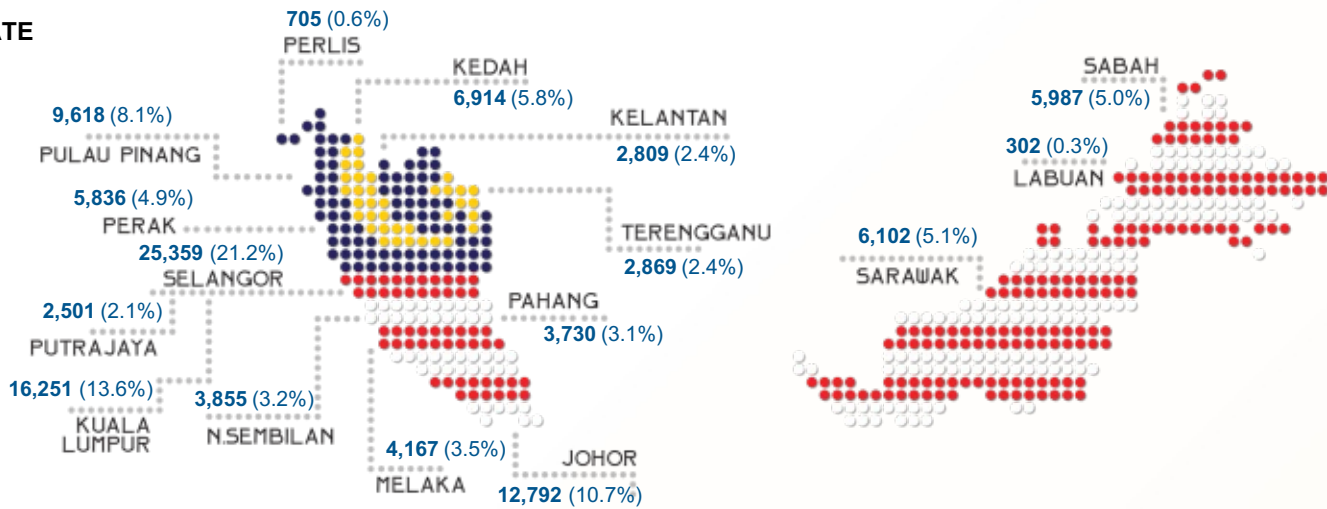 ATE
705 (0.6%)
PERLIS
KEDAH
6,914 (5.8%)
9,618 (8.1%)
PULAU PINANG
KELANTAN
2,809 (2.4%)
5,836 (4.9%)
PERAK
25,359 (21.2%)
SELANGOR
TERENGGANU
2,869 (2.4%)
2,501 (2.1%)
PUTRAJAYA
PAHANG
3,730 (3.1%)
16,251 (13.6%)
KUALA
LUMPUR
3,855 (3.2%)
N.SEMBILAN
4,167 (3.5%)
MELAKA
JOHOR
12,792 (10.7%)
SABAH
5,987 (5.0%)
302 (0.3%)
LABUAN
6,102 (5.1%)
SARAWAK